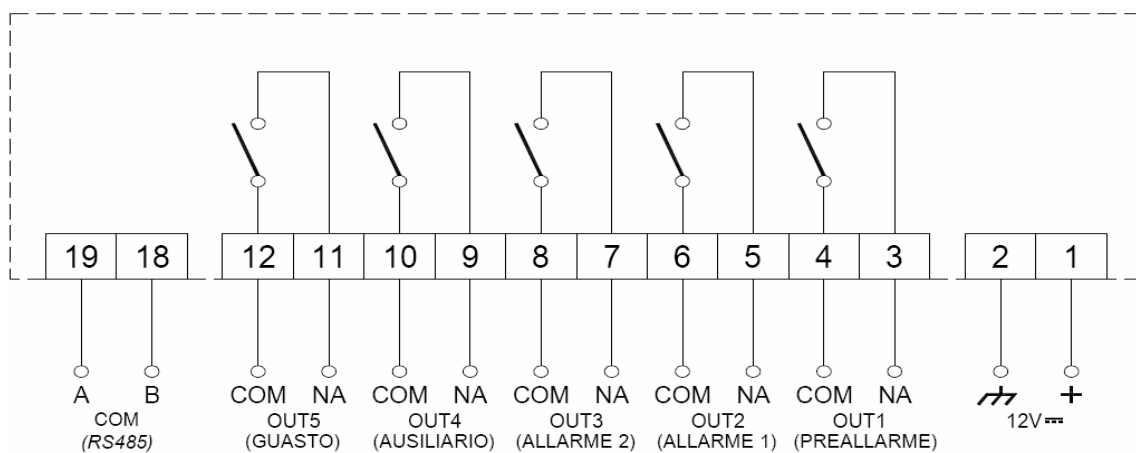 19 18 12 11 10 9 8 7 6 5 4 3 2 1
A B COM NA COM NA COM NA COM NA COM NA +
COM OUT5 OUT4 OUT3 OUT2 OUT1 12V
(RS485) (GUASTO) (AUSILIARIO) (ALLARME 2) (ALLARME 1) (PREALLARME)